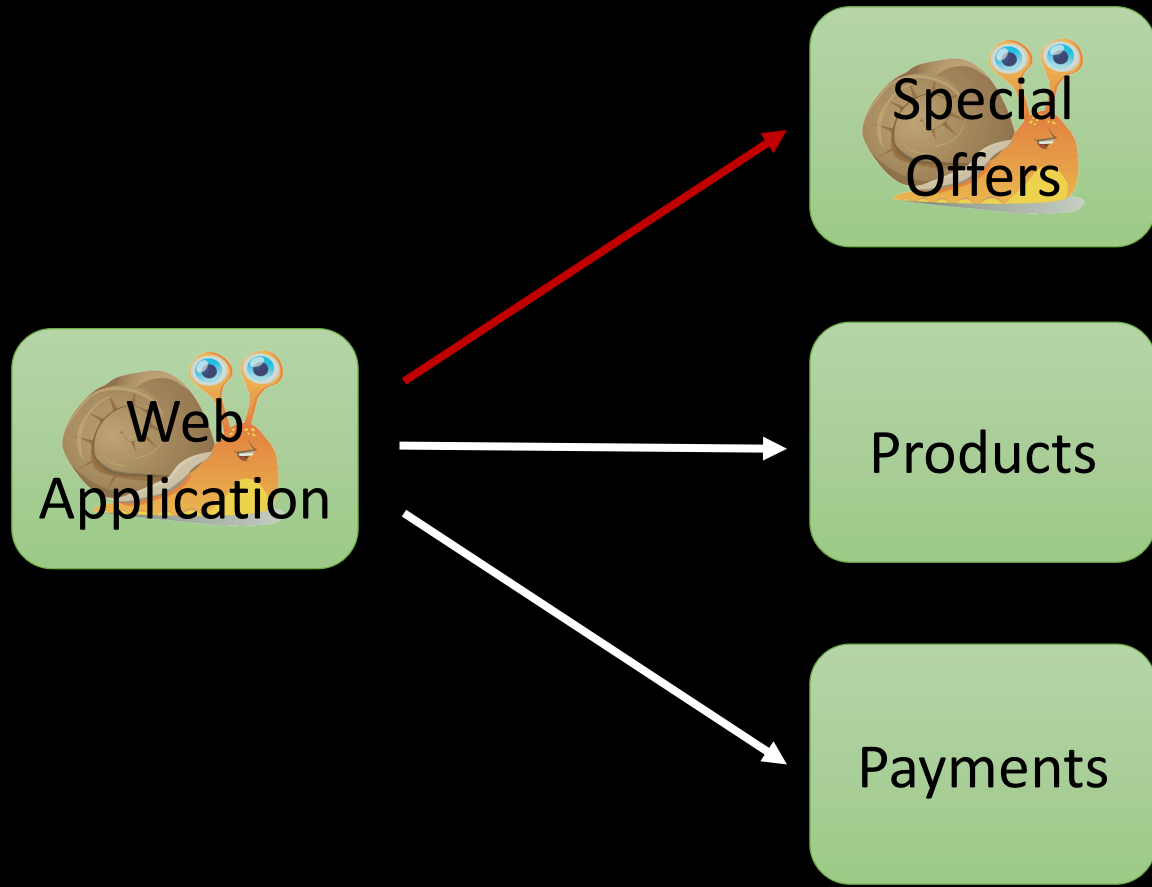 Special
Offers
Web
Application
Products
Payments